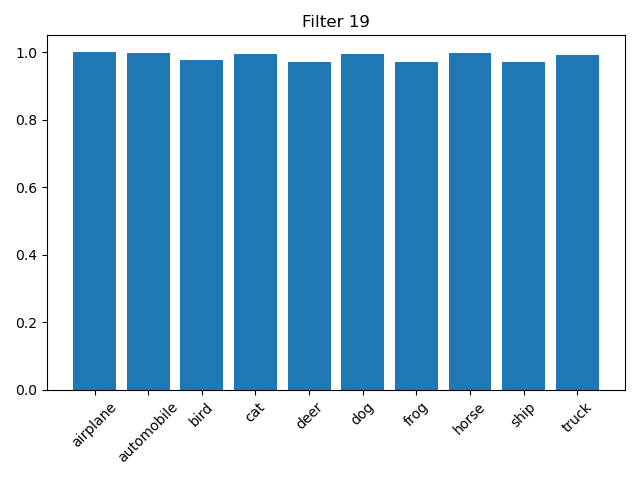 Filter 19
1.0
0.8
0.6
0.4
0.2
0.0
airplane
automobile
bird
cat
deer
dog
frog
horse
ship
truck